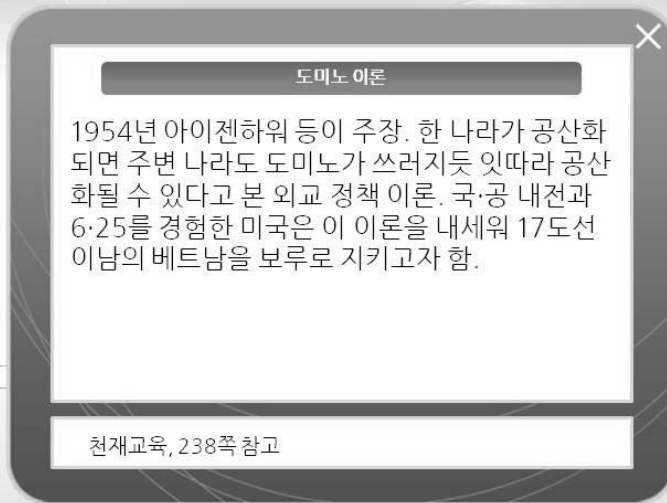 도미노 이론
1954년 아이젠하워 등이 주장. 한 나라가 공산화
되면 주변 나라도 도미노가 쓰러지듯 잇따라 공산
화될 수 있다고 본 외교 정책 이론. 국·공 내전과
6·25를 경험한 미국은 이 이론을 내세워 17도선
이남의 베트남을 보루로 지키고자 함.
천재교육, 238쪽 참고